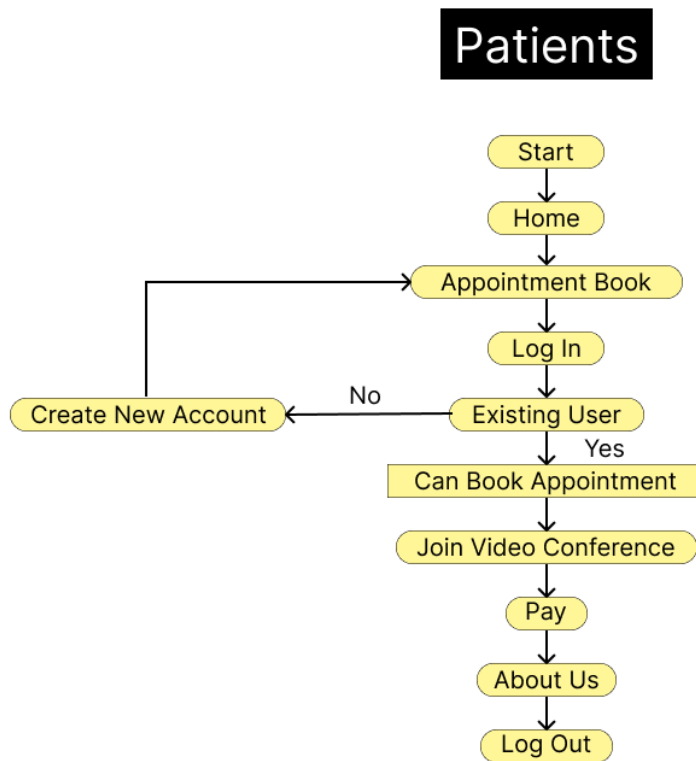 Patients
Start
Home
Appointment Book
Log In
No
Create New Account
Existing User
Yes
Can Book Appointment
Join Video Conference
Pay
About Us
Log Out